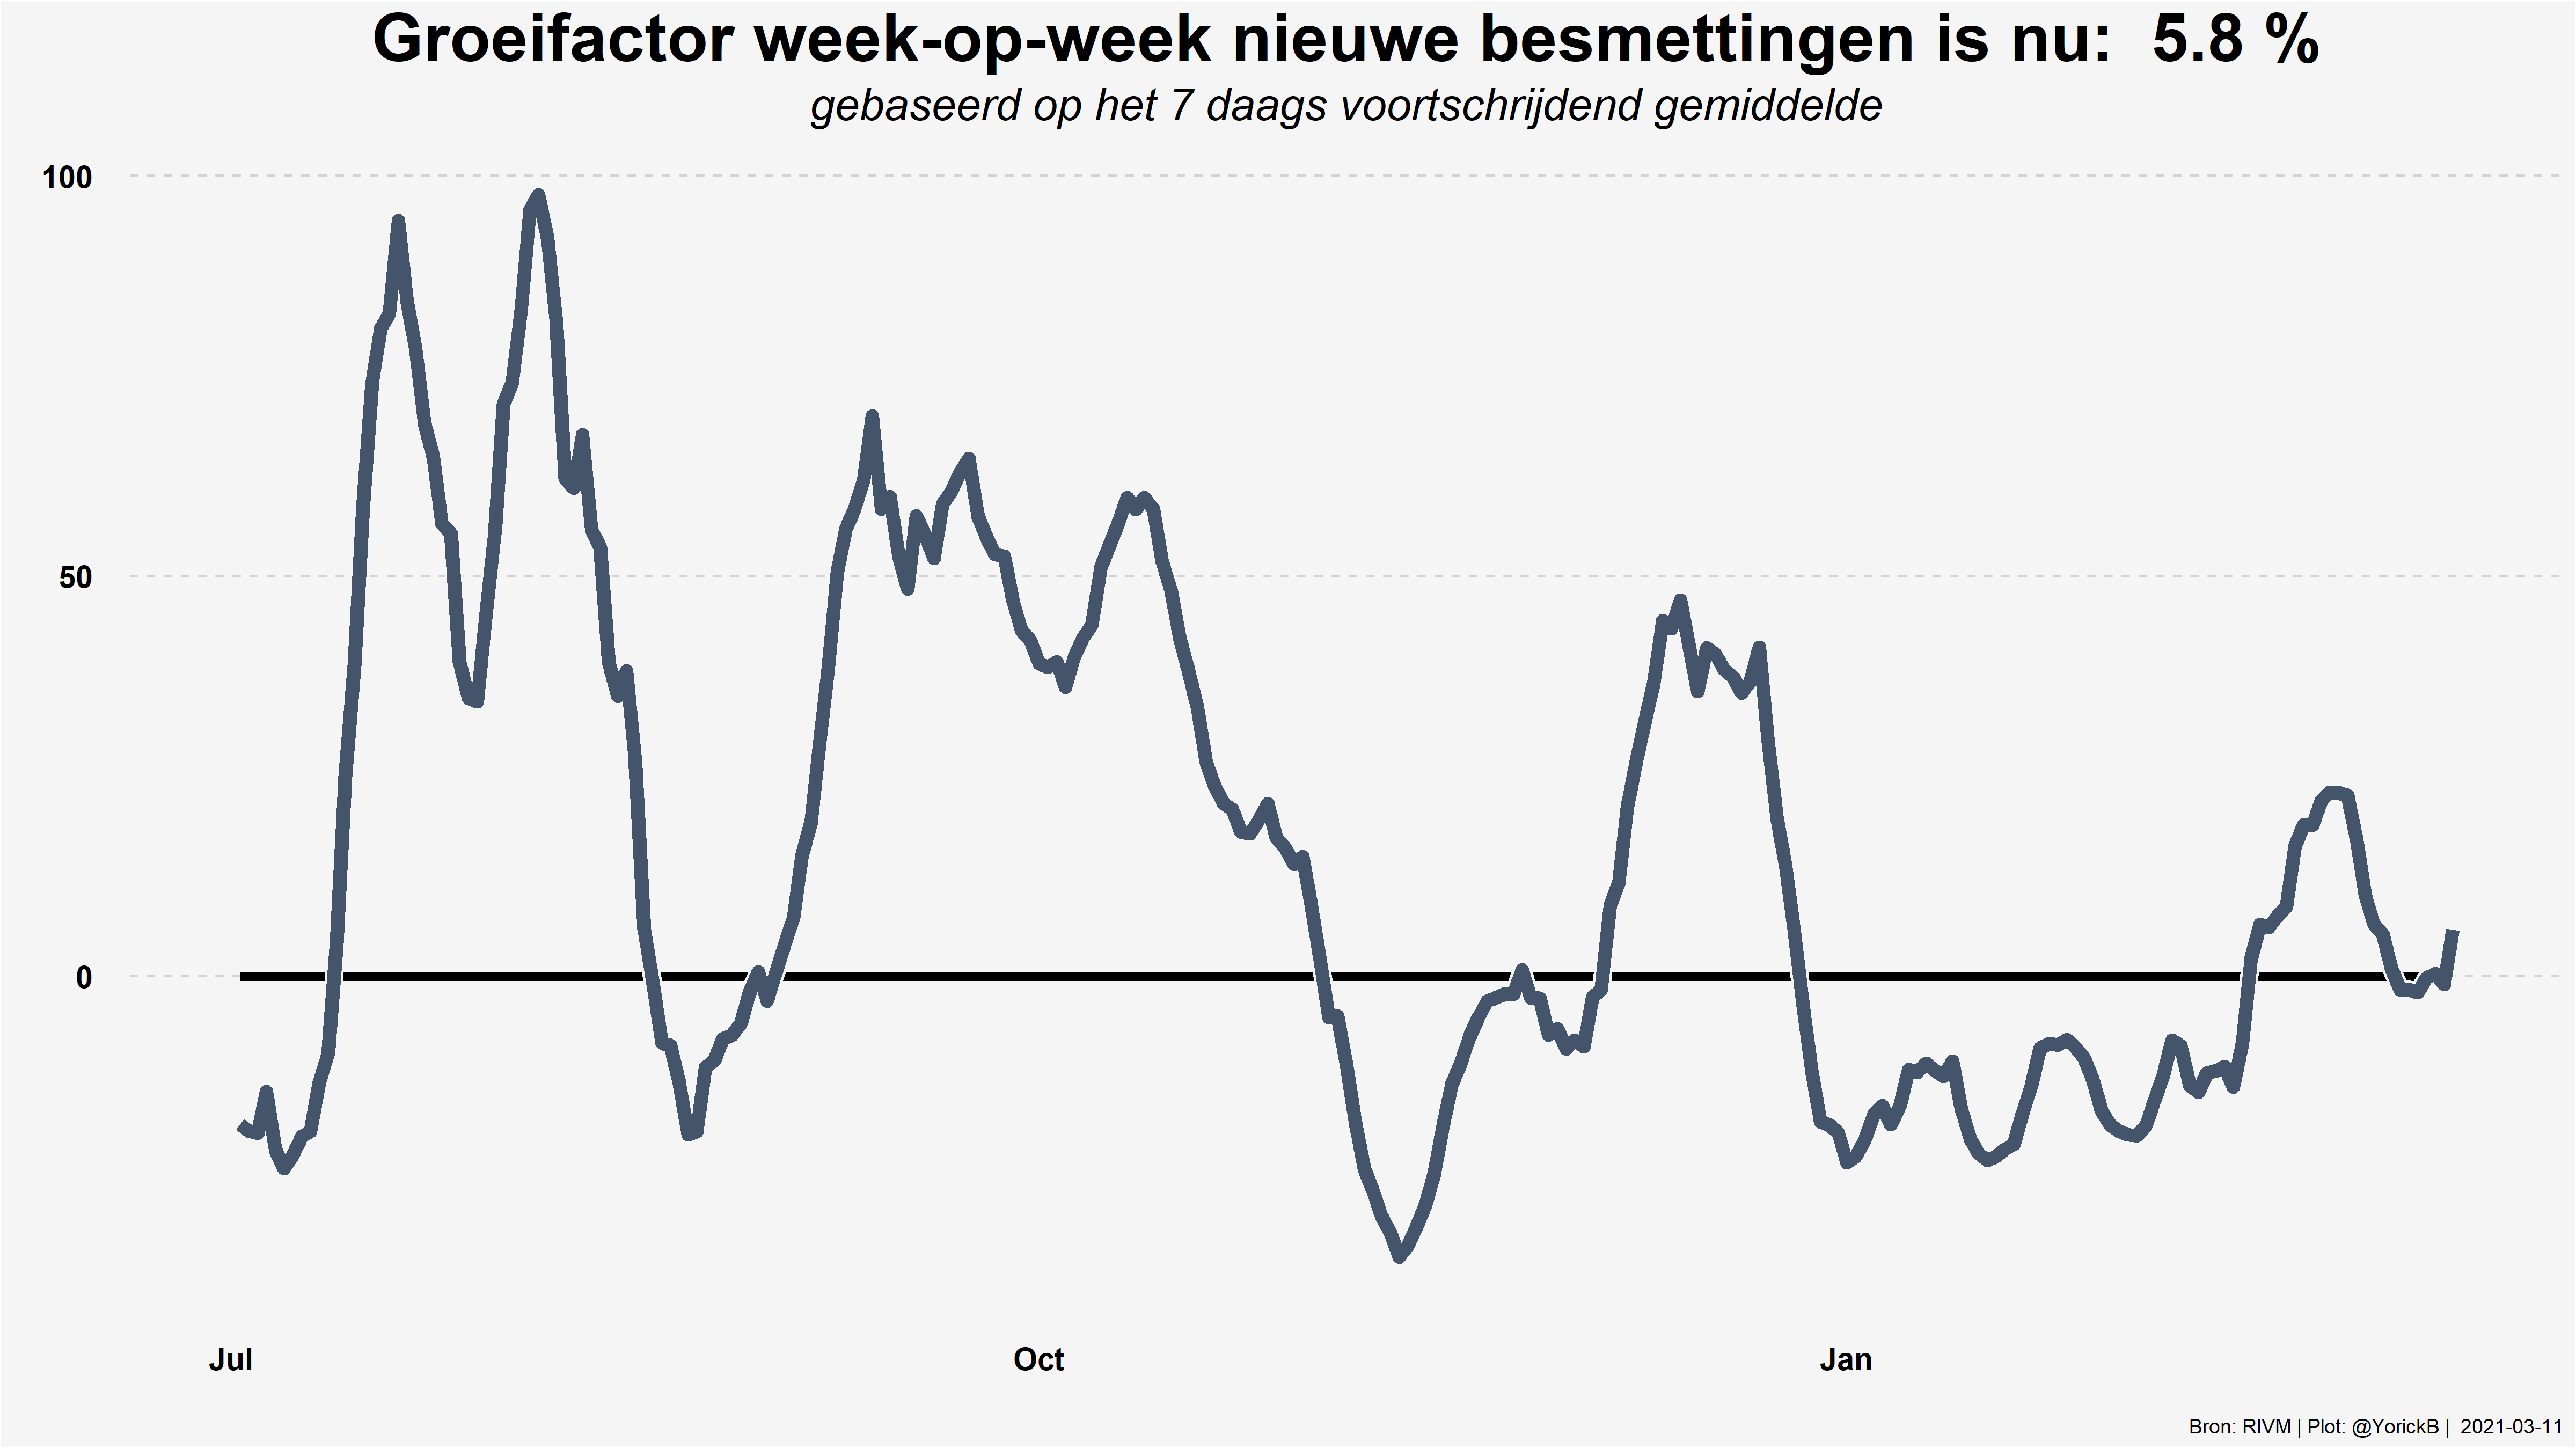 Groeifactor week-op-week nieuwe besmettingen is nu:  5.8 %
gebaseerd op het 7 daags voortschrijdend gemiddelde
100
50
0
Jul Oct Jan
Bron: RIVM | Plot: @YorickB |  2021-03-11